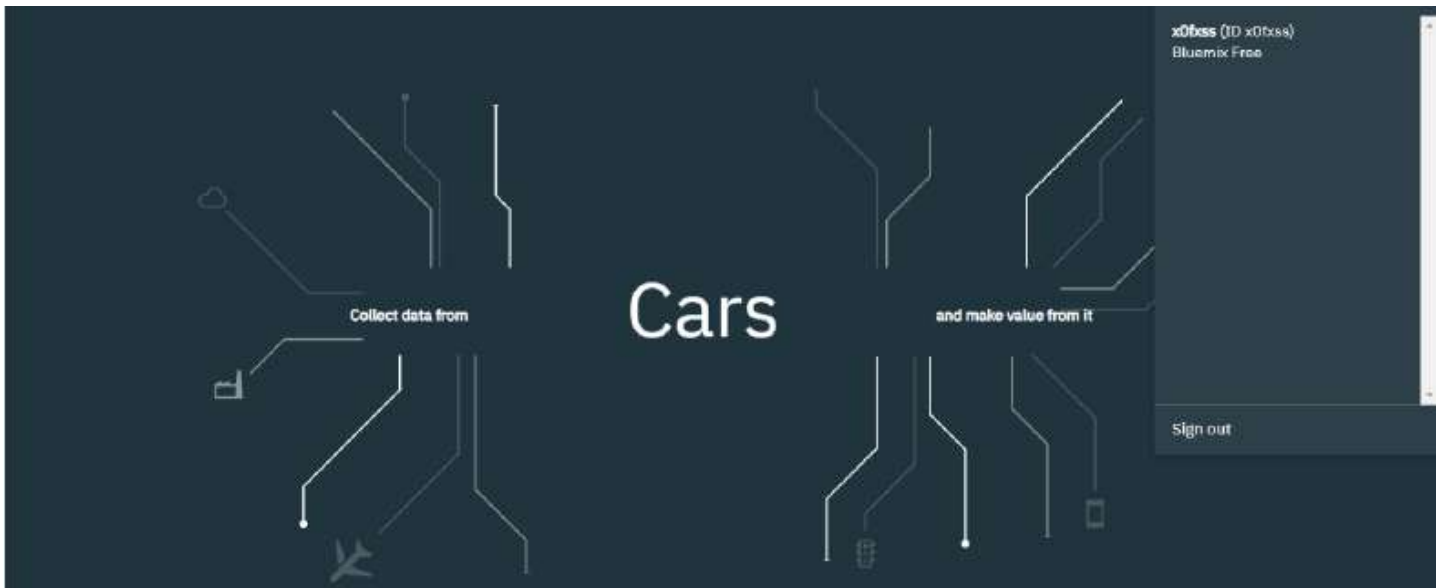 x0fxss (ID x0fxss)
Bluemix Free
Collect data from
Cars
and make value from it
Sign out